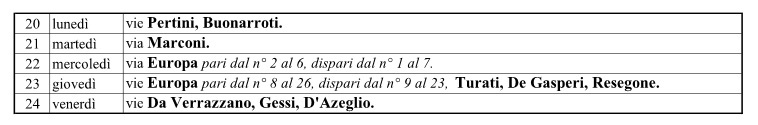 20 lunedì vie Pertini, Buonarroti.
21 martedì via Marconi.
22 mercoledì via Europa pari dal n° 2 al 6, dispari dal n° 1 al 7.
23 giovedì vie Europa pari dal n° 8 al 26, dispari dal n° 9 al 23, Turati, De Gasperi, Resegone.
24 venerdì vie Da Verrazzano, Gessi, D'Azeglio.